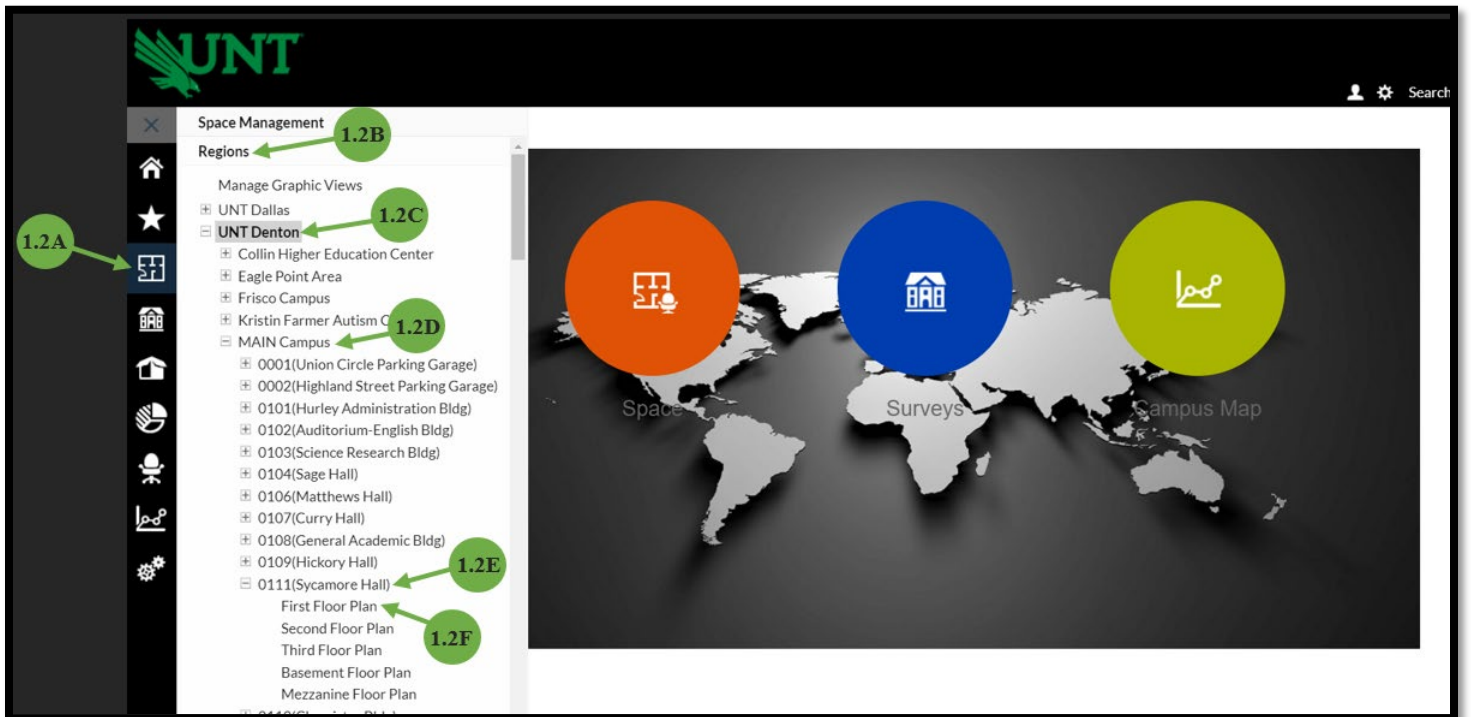 UNT
Search
Space Management
1.2B
Regions
Manage Graphic Views
UNT Dallas
1.2C
UNT Denton
1.2A
Collin Higher Education Center
Eagle Point Area
Frisco Campus
Kristin Farmer Autism C
1.2D
MAIN Campus
0001(Union Circle Parking Garage)
0002(Highland Street Parking Garage)
0101(Hurley Administration Bldg)
0102(Auditorium-English Bldg)
0103(Science Research Bldg)
0104(Sage Hall)
0106(Matthews Hall)
0107(Curry Hall)
0108(General Academic Bldg)
0109(Hickory Hall)
1.2E
0111(Sycamore Hall)
First Floor Plan
Second Floor Plan
1.2F
Third Floor Plan
Basement Floor Plan
Mezzanine Floor Plan
Space
Surveys
Campus Map